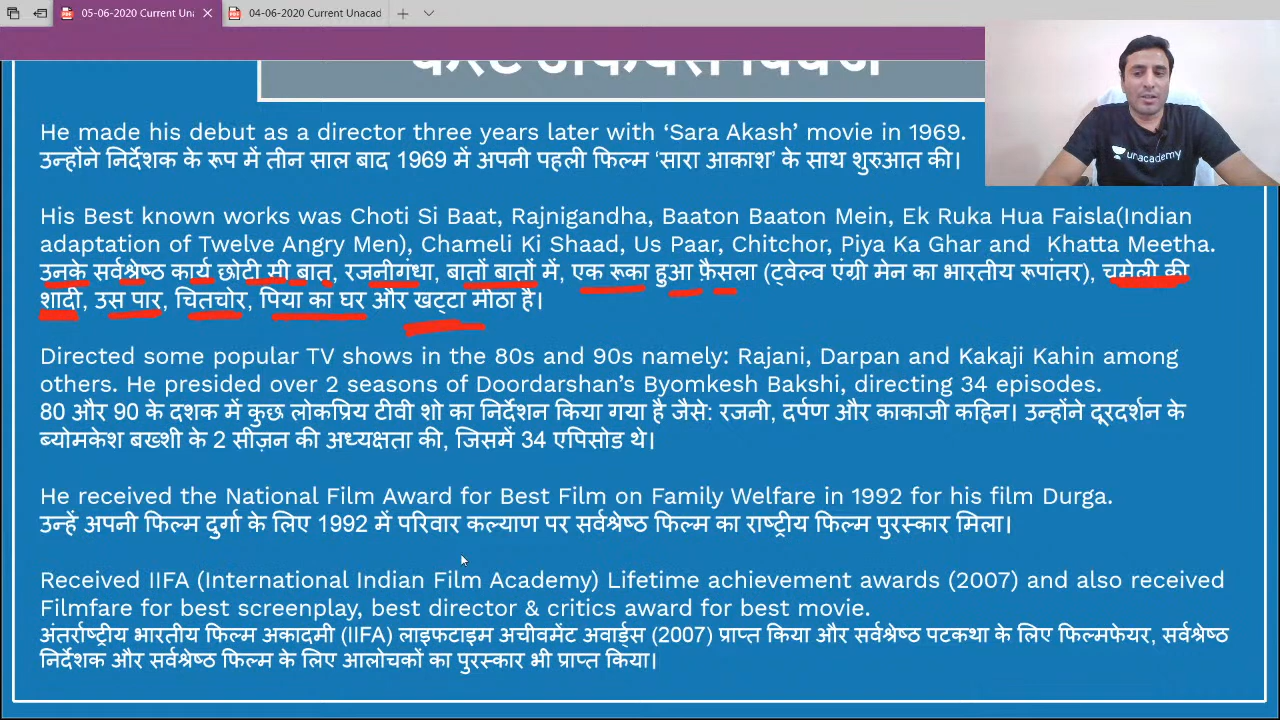 05-06-2020 Current Una
04-06-2020 Current Unacad
unacademy
He made his debut as a director three years later with ‘Sara Akash’ movie in 1969.
उन्होंने निर्देशक के रूप में तीन साल बाद 1969 में अपनी पहली फिल्म ‘सारा आकाश’ के साथ शुरुआत की।
His Best known works was Choti Si Baat, Rajnigandha, Baaton Baaton Mein, Ek Ruka Hua Faisla(Indian
adaptation of Twelve Angry Men), Chameli Ki Shaad, Us Paar, Chitchor, Piya Ka Ghar and Khatta Meetha.
उनके सर्वश्रेष्ठ कार्य छोटी सी बात, रजनीगंधा, बातों बातों में, एक रूका हुआ फ़ैसला (ट्वेल्व एंग्री मेन का भारतीय रूपांतर), चमेली की
शादी, उस पार, चितचोर, पिया का घर और खट्टा मीठा है।
Directed some popular TV shows in the 80s and 90s namely: Rajani, Darpan and Kakaji Kahin among
others. He presided over 2 seasons of Doordarshan’s Byomkesh Bakshi, directing 34 episodes.
80 और 90 के दशक में कुछ लोकप्रिय टीवी शो का निर्देशन किया गया है जैसे: रजनी, दर्पण और काकाजी कहिन। उन्होंने दूरदर्शन के
ब्योमकेश बख्शी के 2 सीज़न की अध्यक्षता की, जिसमें 34 एपिसोड थे।
He received the National Film Award for Best Film on Family Welfare in 1992 for his film Durga.
उन्हें अपनी फिल्म दुर्गा के लिए 1992 में परिवार कल्याण पर सर्वश्रेष्ठ फिल्म का राष्ट्रीय फिल्म पुरस्कार मिला।
Received IIFA (International Indian Film Academy) Lifetime achievement awards (2007) and also received
Filmfare for best screenplay, best director & critics award for best movie.
अंतर्राष्ट्रीय भारतीय फिल्म अकादमी (IIFA) लाइफटाइम अचीवमेंट अवार्ड्स (2007) प्राप्त किया और सर्वश्रेष्ठ पटकथा के लिए फिल्मफेयर, सर्वश्रेष्ठ
निर्देशक और सर्वश्रेष्ठ फिल्म के लिए आलोचकों का पुरस्कार भी प्राप्त किया।